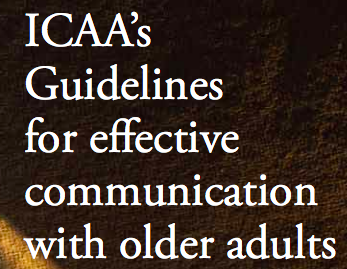 ICAA’s
Guidelines
for effective
communication
with older adults